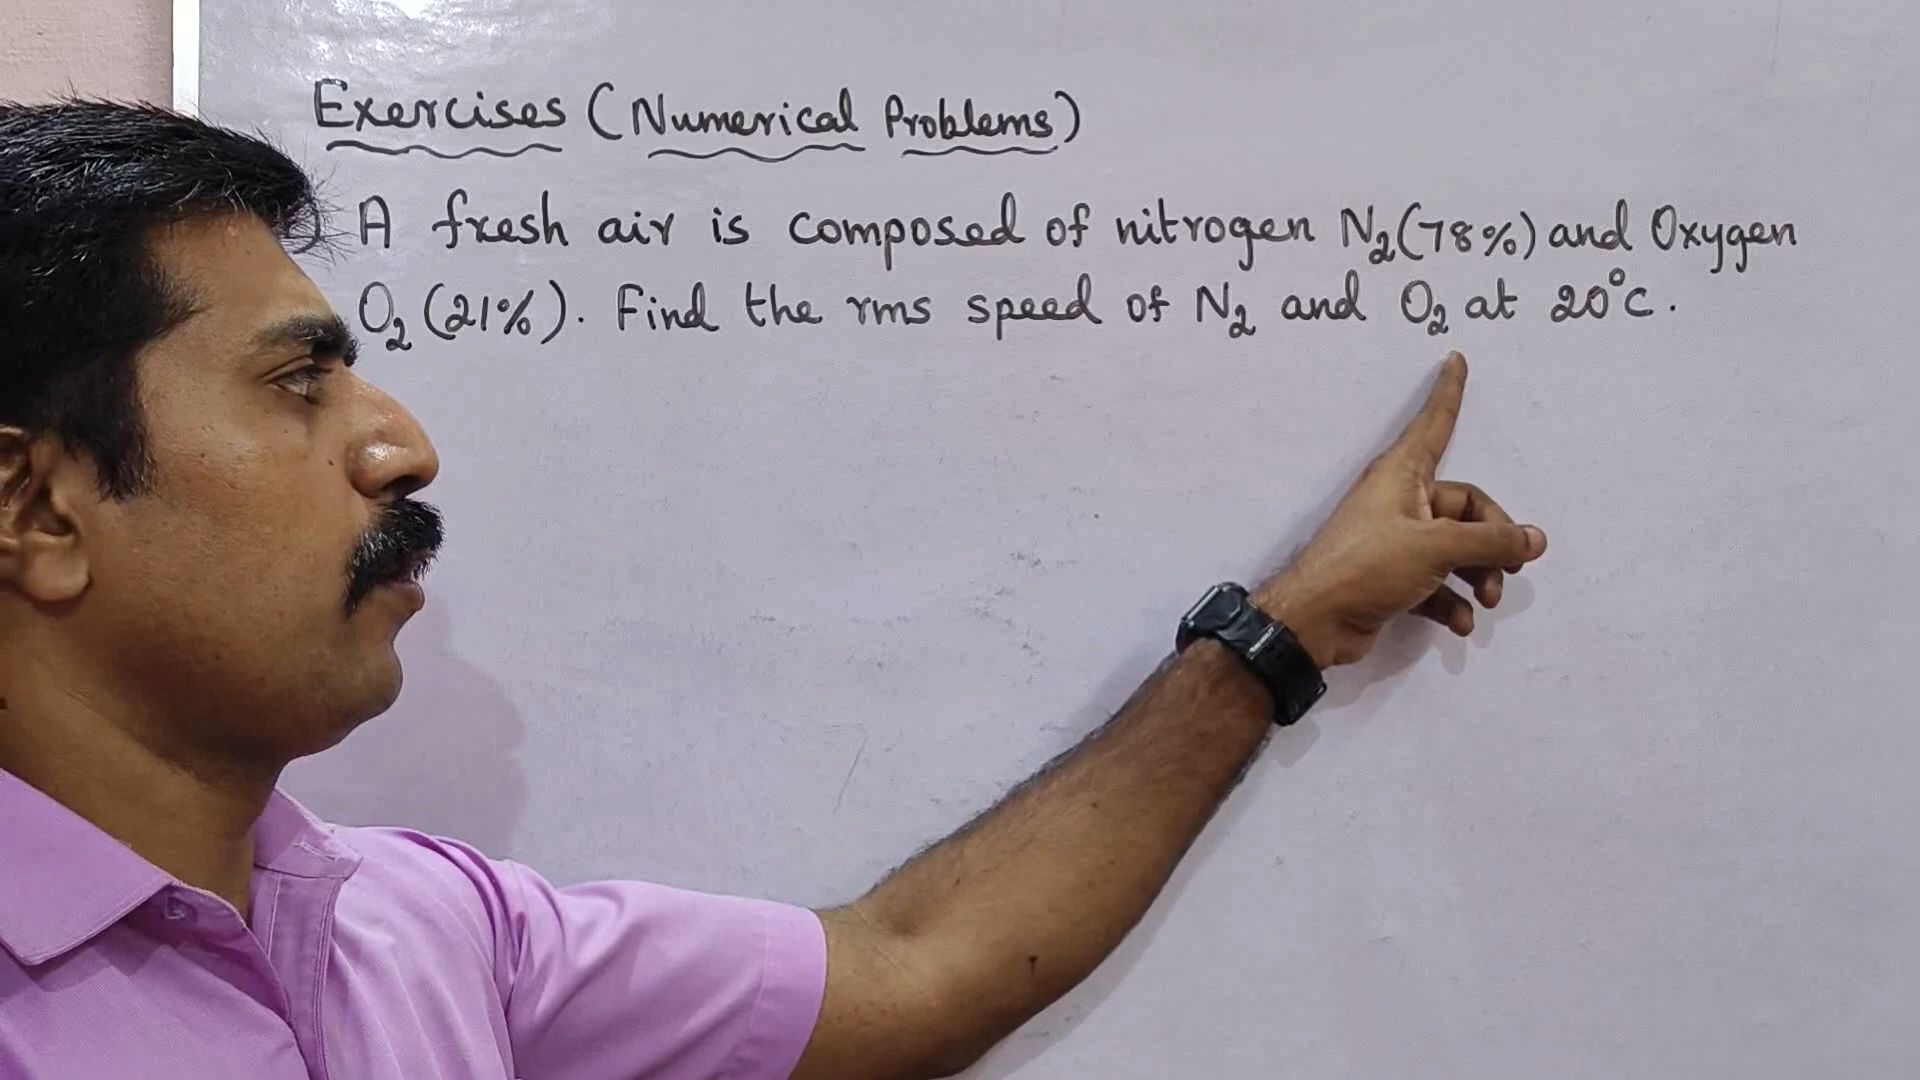 Exercises (Numerical Problems)
) A fresh air is composed of nitrogen N₂(78%) and Oxygen
O₂ (21%). Find the rms speed of N₂ and O₂ at 20°C.